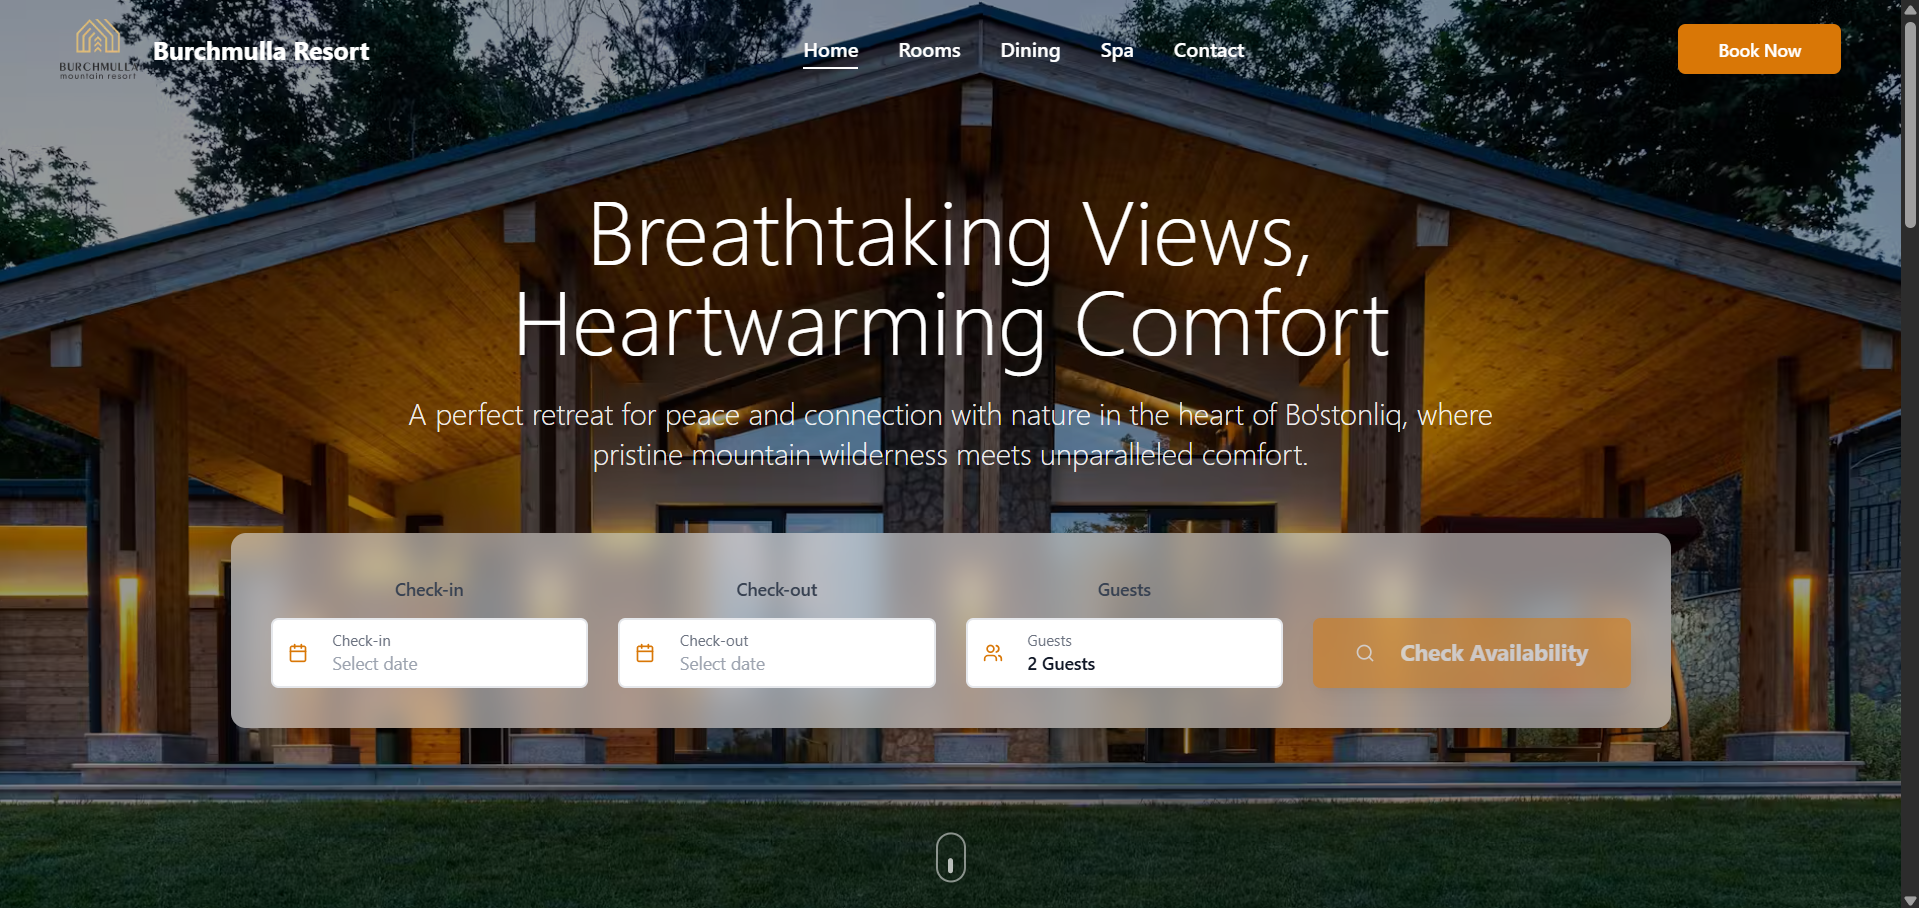 BURCHMULLA
mountain resort
Burchmulla Resort
Home
Rooms
Dining
Spa
Contact
Book Now
Breathtaking Views,
Heartwarming Comfort
A perfect retreat for peace and connection with nature in the heart of Bo'stonliq, where
pristine mountain wilderness meets unparalleled comfort.
Check-in
Check-out
Guests
Check-in
Select date
Check-out
Select date
Guests
2 Guests
Check Availability